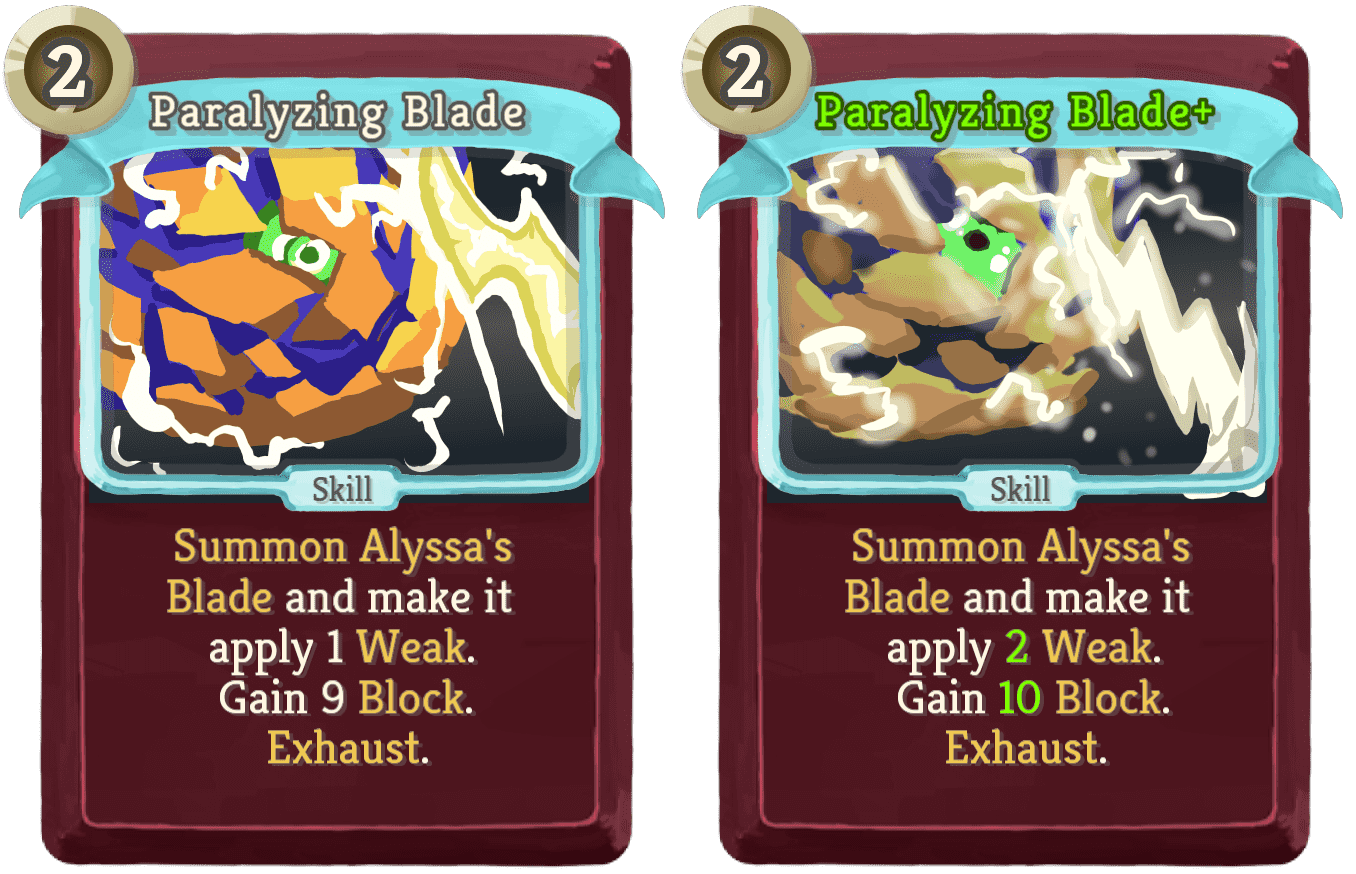 2
Paralyzing Blade
Skill
Summon Alyssa's
Blade and make it
apply 1 Weak.
Gain 9 Block.
Exhaust.
2
Paralyzing Blade+
Skill
Summon Alyssa's
Blade and make it
apply 2 Weak.
Gain 10 Block.
Exhaust.